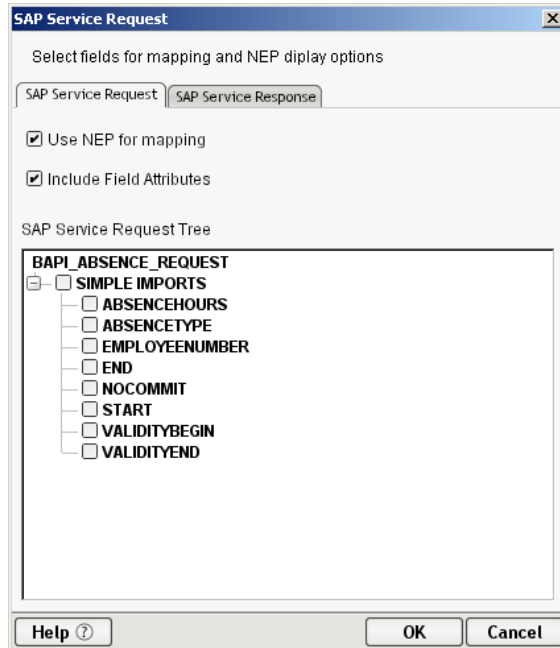 SAP Service Request
Select fields for mapping and NEP diplay options
SAP Service Request SAP Service Response
Use NEP for mapping
Include Field Attributes
SAP Service Request Tree
BAPI_ABSENCE_REQUEST
SIMPLE IMPORTS
ABSENCEHOURS
ABSENCETYPE
EMPLOYEENUMBER
END
NOCOMMIT
START
VALIDITYBEGIN
VALIDITYEND
Help ? OK Cancel